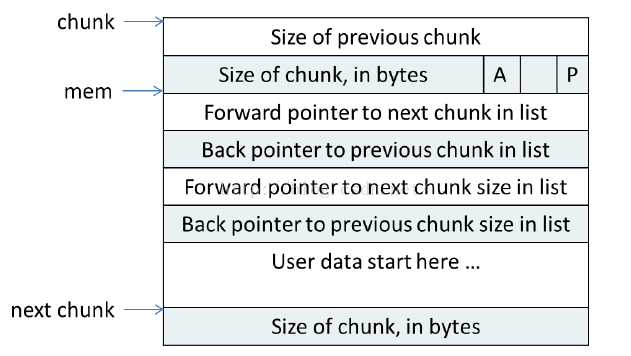 chunk
Size of previous chunk
Size of chunk, in bytes A P
mem
Forward pointer to next chunk in list
Back pointer to previous chunk in list
Forward pointer to next chunk size in list
Back pointer to previous chunk size in list
User data start here ...
next chunk
Size of chunk, in bytes